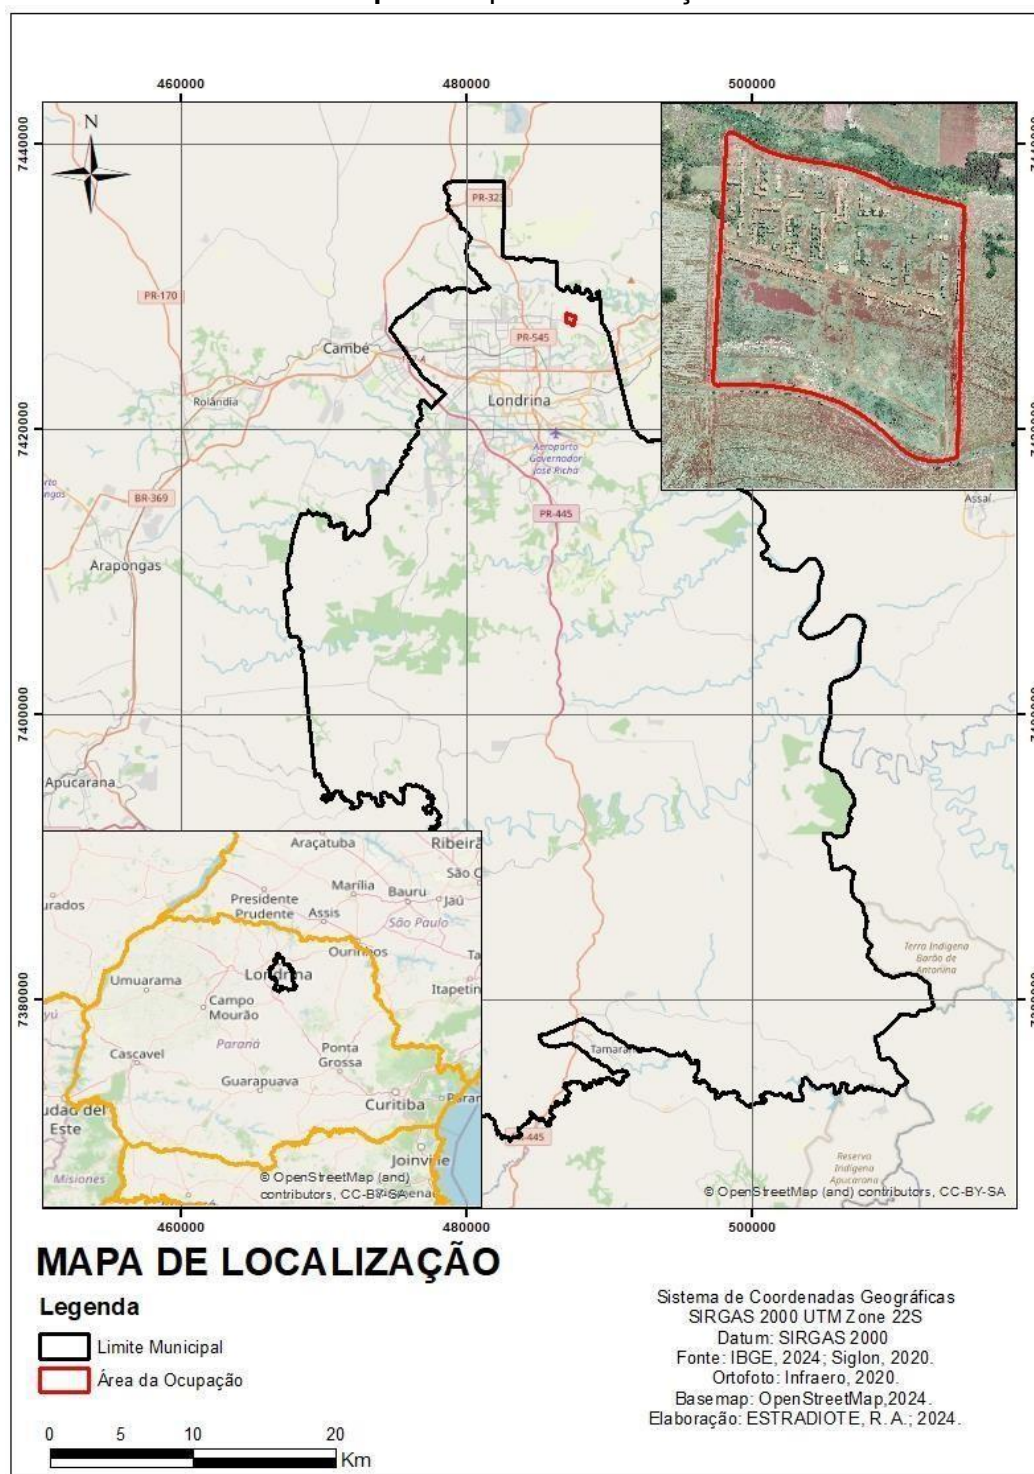 460000
480000
500000
N
7440000
7440000
PR-323
PR-170
PR-545
Cambé
Rolândia
Londrina
7420000
Aeroporto
Governador
José Richa
BR-369
PR-445
Assaí
Arapongas
7400000
Apucarana
Araçatuba
Marília
Bauru
Jaú
Presidente
Prudente
Assis
São Paulo
Ourinhos
Londrina
Umuarama
Campo
Mourão
Paraná
Ponta
Grossa
Cascavel
Guarapuava
Curitiba
Este
Joinville
Misiones
© OpenStreetMap (and)
contributors, CC-BY-SA
7380000
Terra Indígena
Barão de
Antonina
Tamarana
Reserva
Indígena
Apucarana
© OpenStreetMap (and) contributors, CC-BY-SA
460000
480000
500000
MAPA DE LOCALIZAÇÃO
Legenda
Limite Municipal
Área da Ocupação
0 5 10 20
Km
Sistema de Coordenadas Geográficas
SIRGAS 2000 UTM Zone 22S
Datum: SIRGAS 2000
Fonte: IBGE, 2024; Siglon, 2020.
Ortofoto: Infraero, 2020.
Basemap: OpenStreetMap,2024.
Elaboração: ESTRADIOTE, R. A.; 2024.